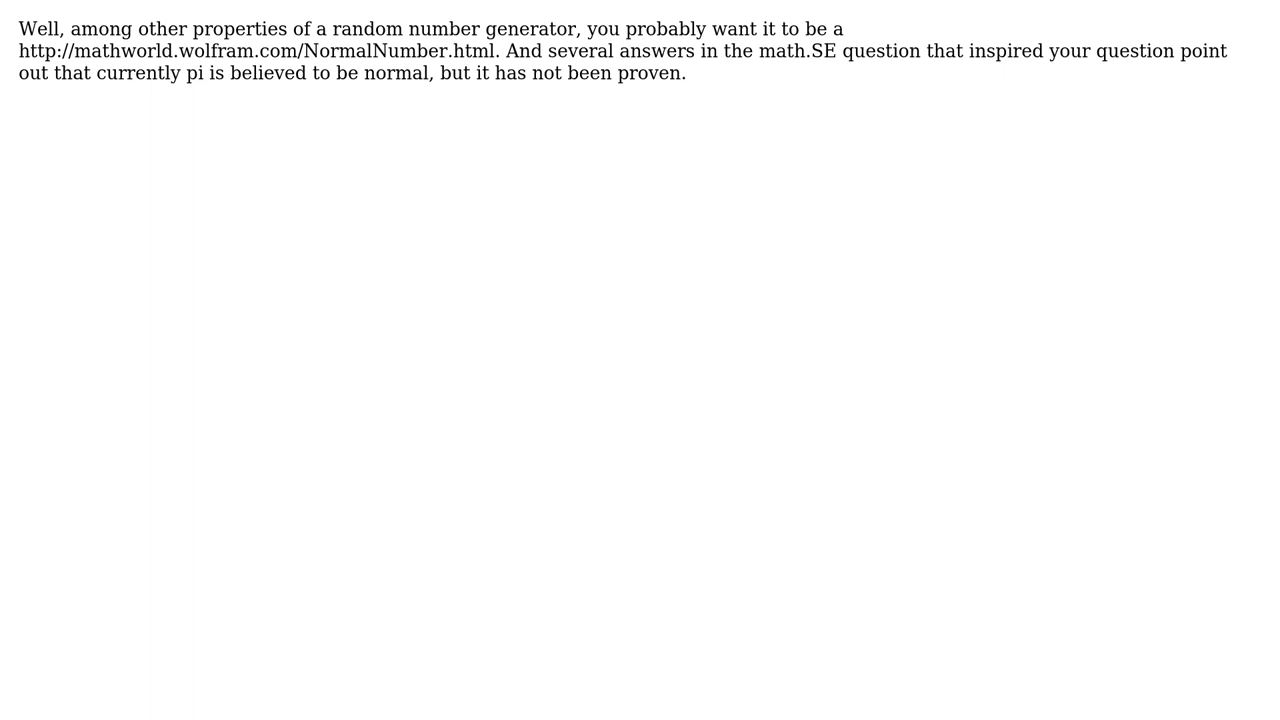 Well, among other properties of a random number generator, you probably want it to be a
http://mathworld.wolfram.com/NormalNumber.html. And several answers in the math.SE question that inspired your question point
out that currently pi is believed to be normal, but it has not been proven.